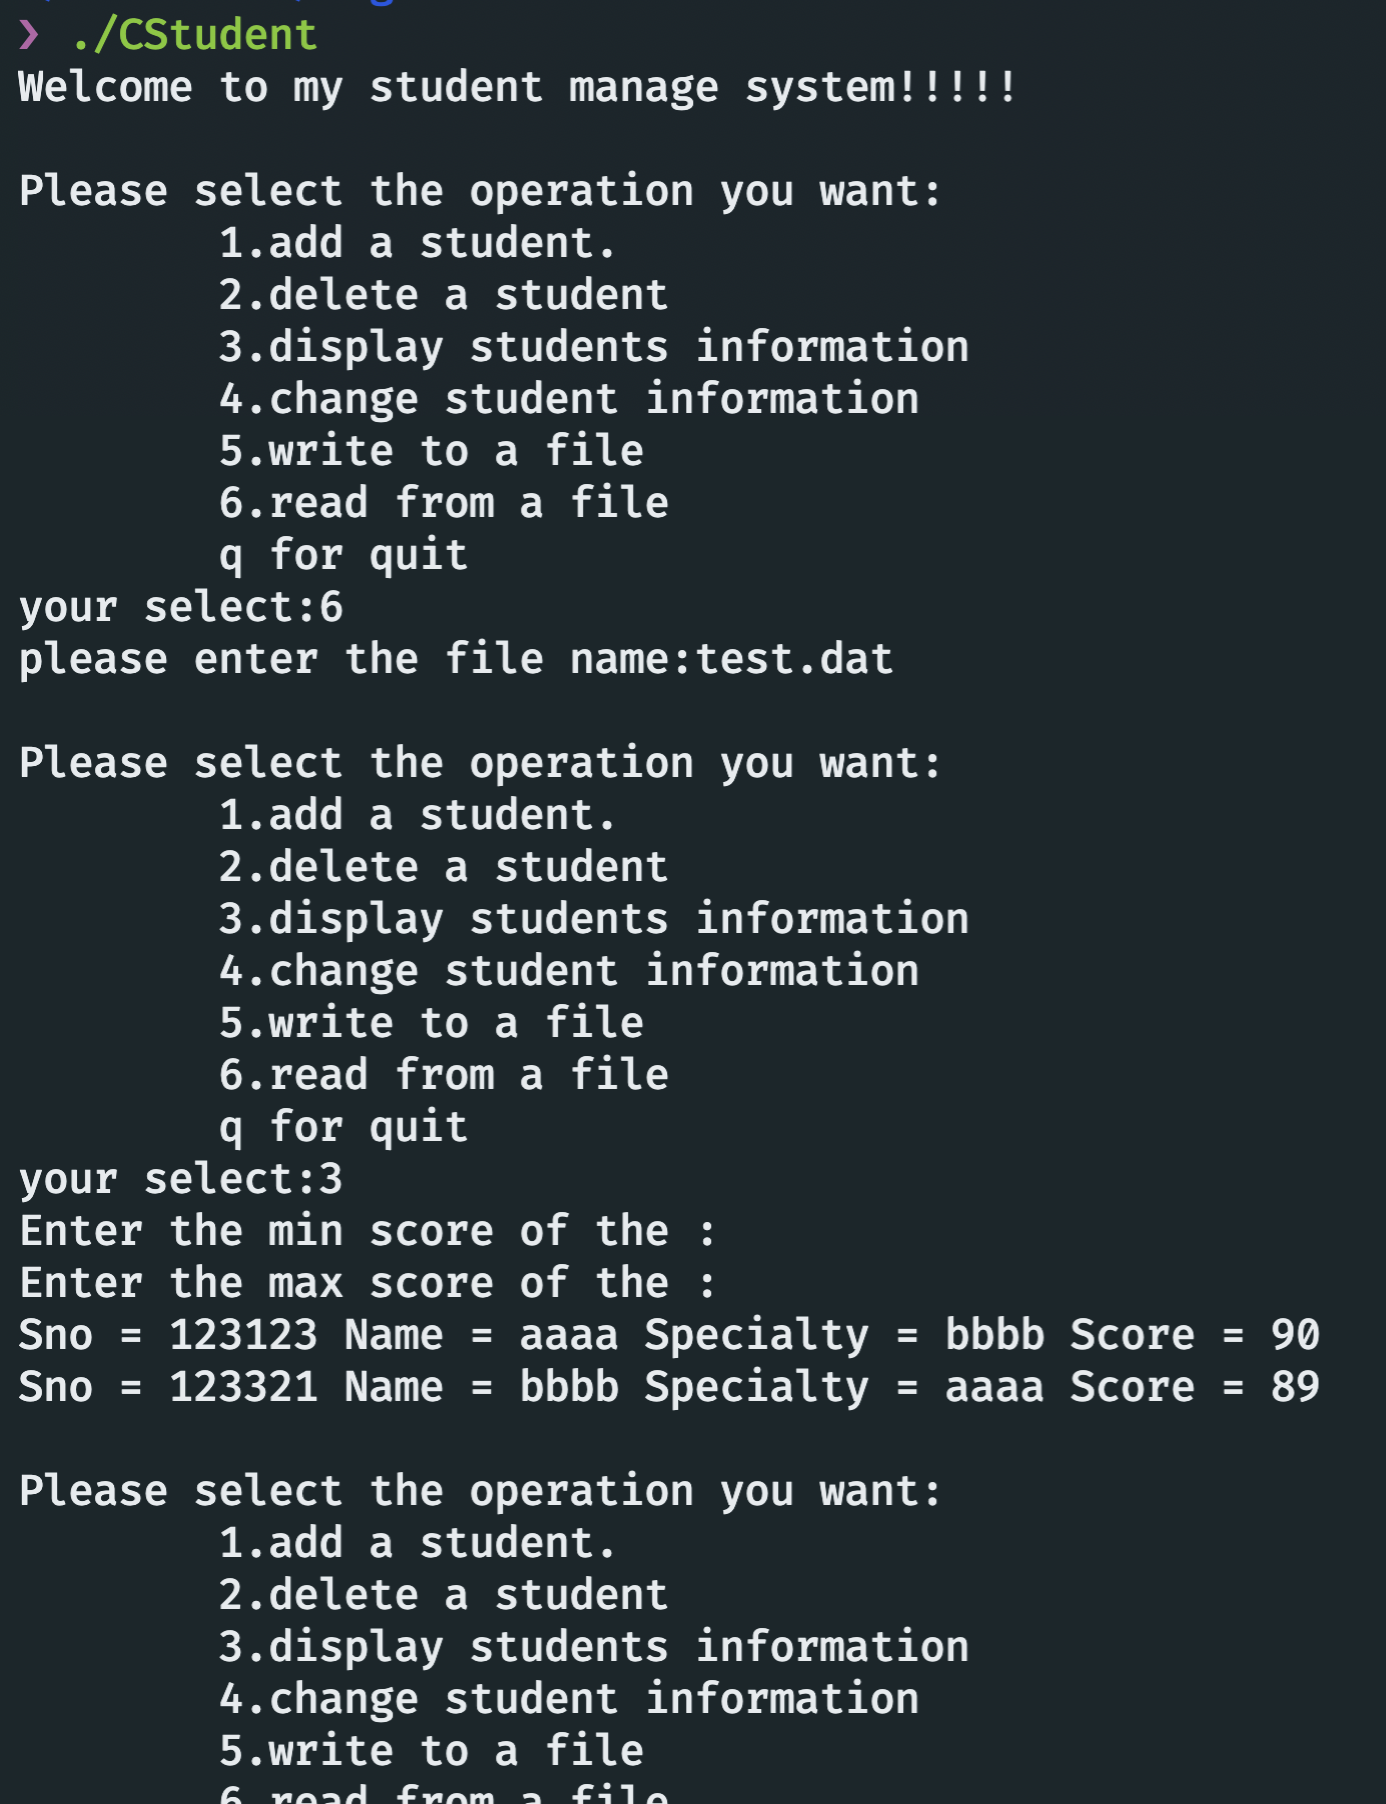 ❯ ./CStudent
Welcome to my student manage system!!!!!
Please select the operation you want:
1.add a student.
2.delete a student
3.display students information
4.change student information
5.write to a file
6.read from a file
q for quit
your select:6
please enter the file name:test.dat
Please select the operation you want:
1.add a student.
2.delete a student
3.display students information
4.change student information
5.write to a file
6.read from a file
q for quit
your select:3
Enter the min score of the :
Enter the max score of the :
Sno = 123123 Name = aaaa Specialty = bbbb Score = 90
Sno = 123321 Name = bbbb Specialty = aaaa Score = 89
Please select the operation you want:
1.add a student.
2.delete a student
3.display students information
4.change student information
5.write to a file
6.read from a file